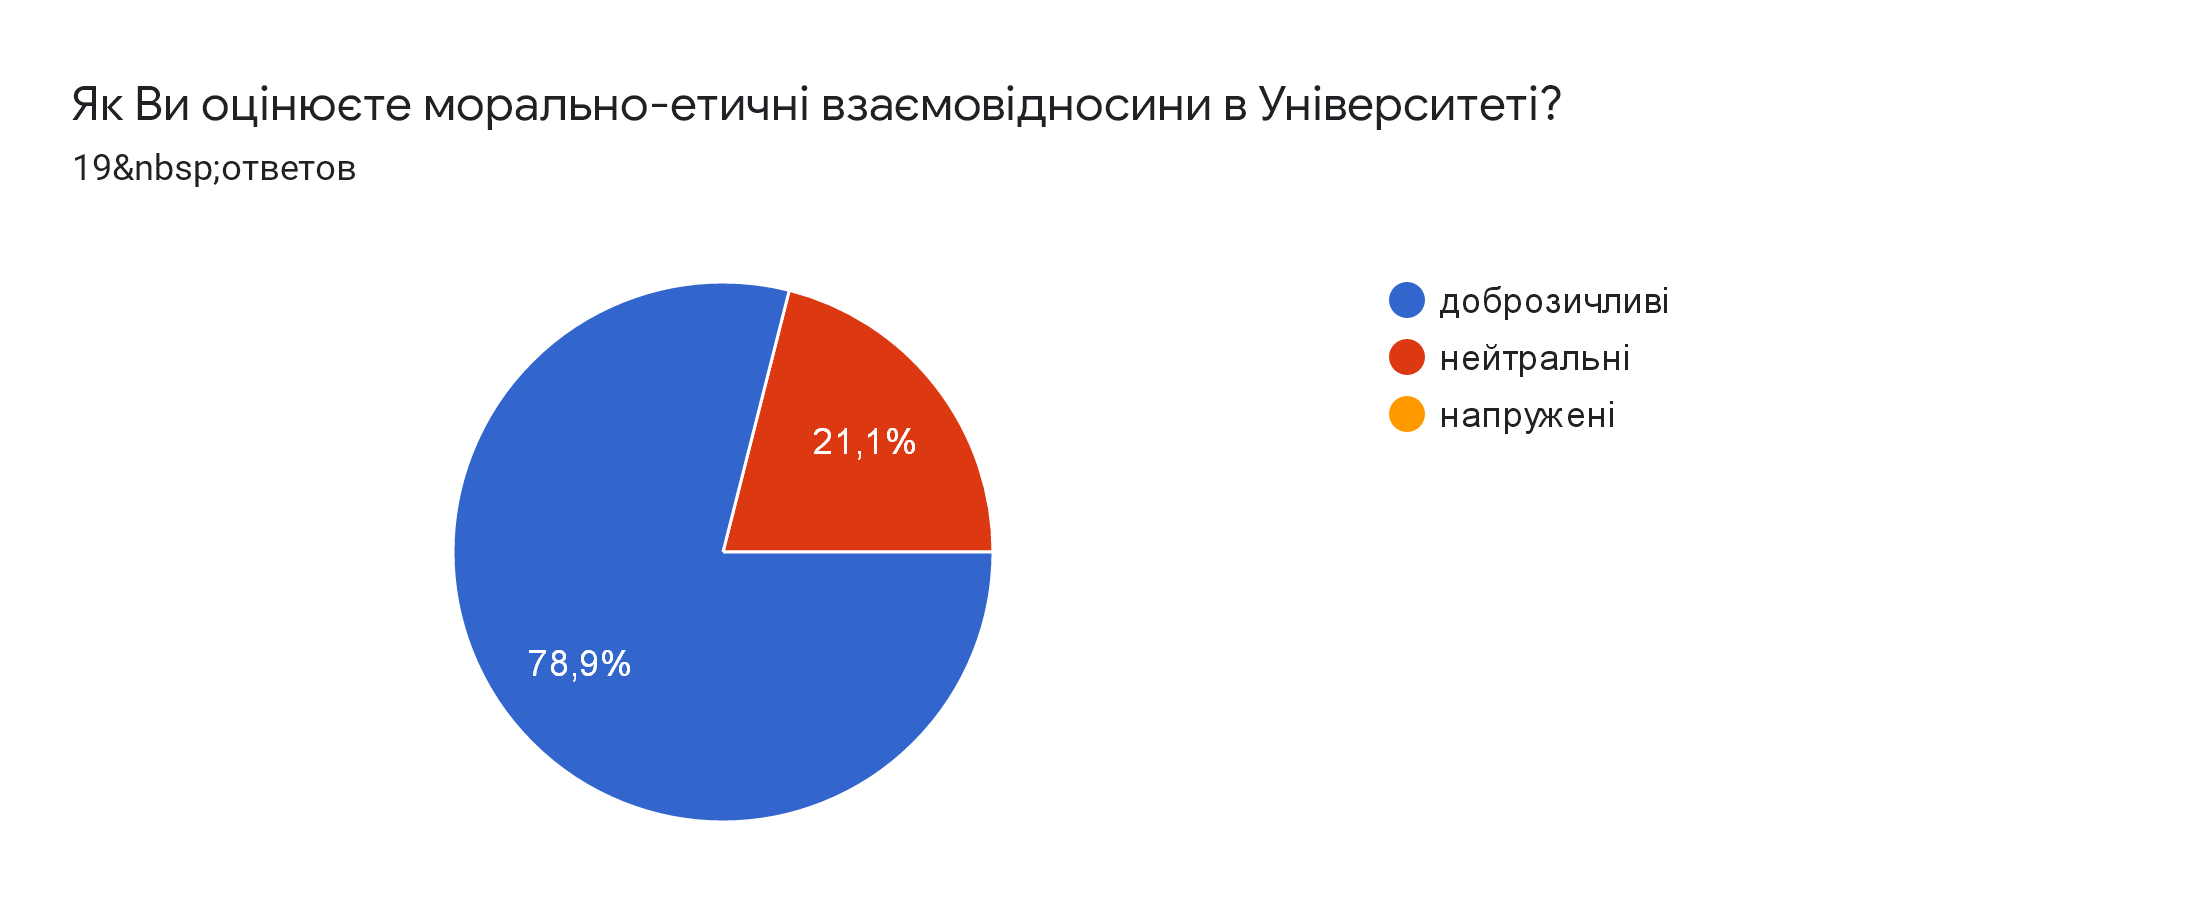 Як Ви оцінюєте морально-етичні взаємовідносини в Університеті?
19&nbsp;ответов
доброзичливі
нейтральні
напружені
21,1%
78,9%